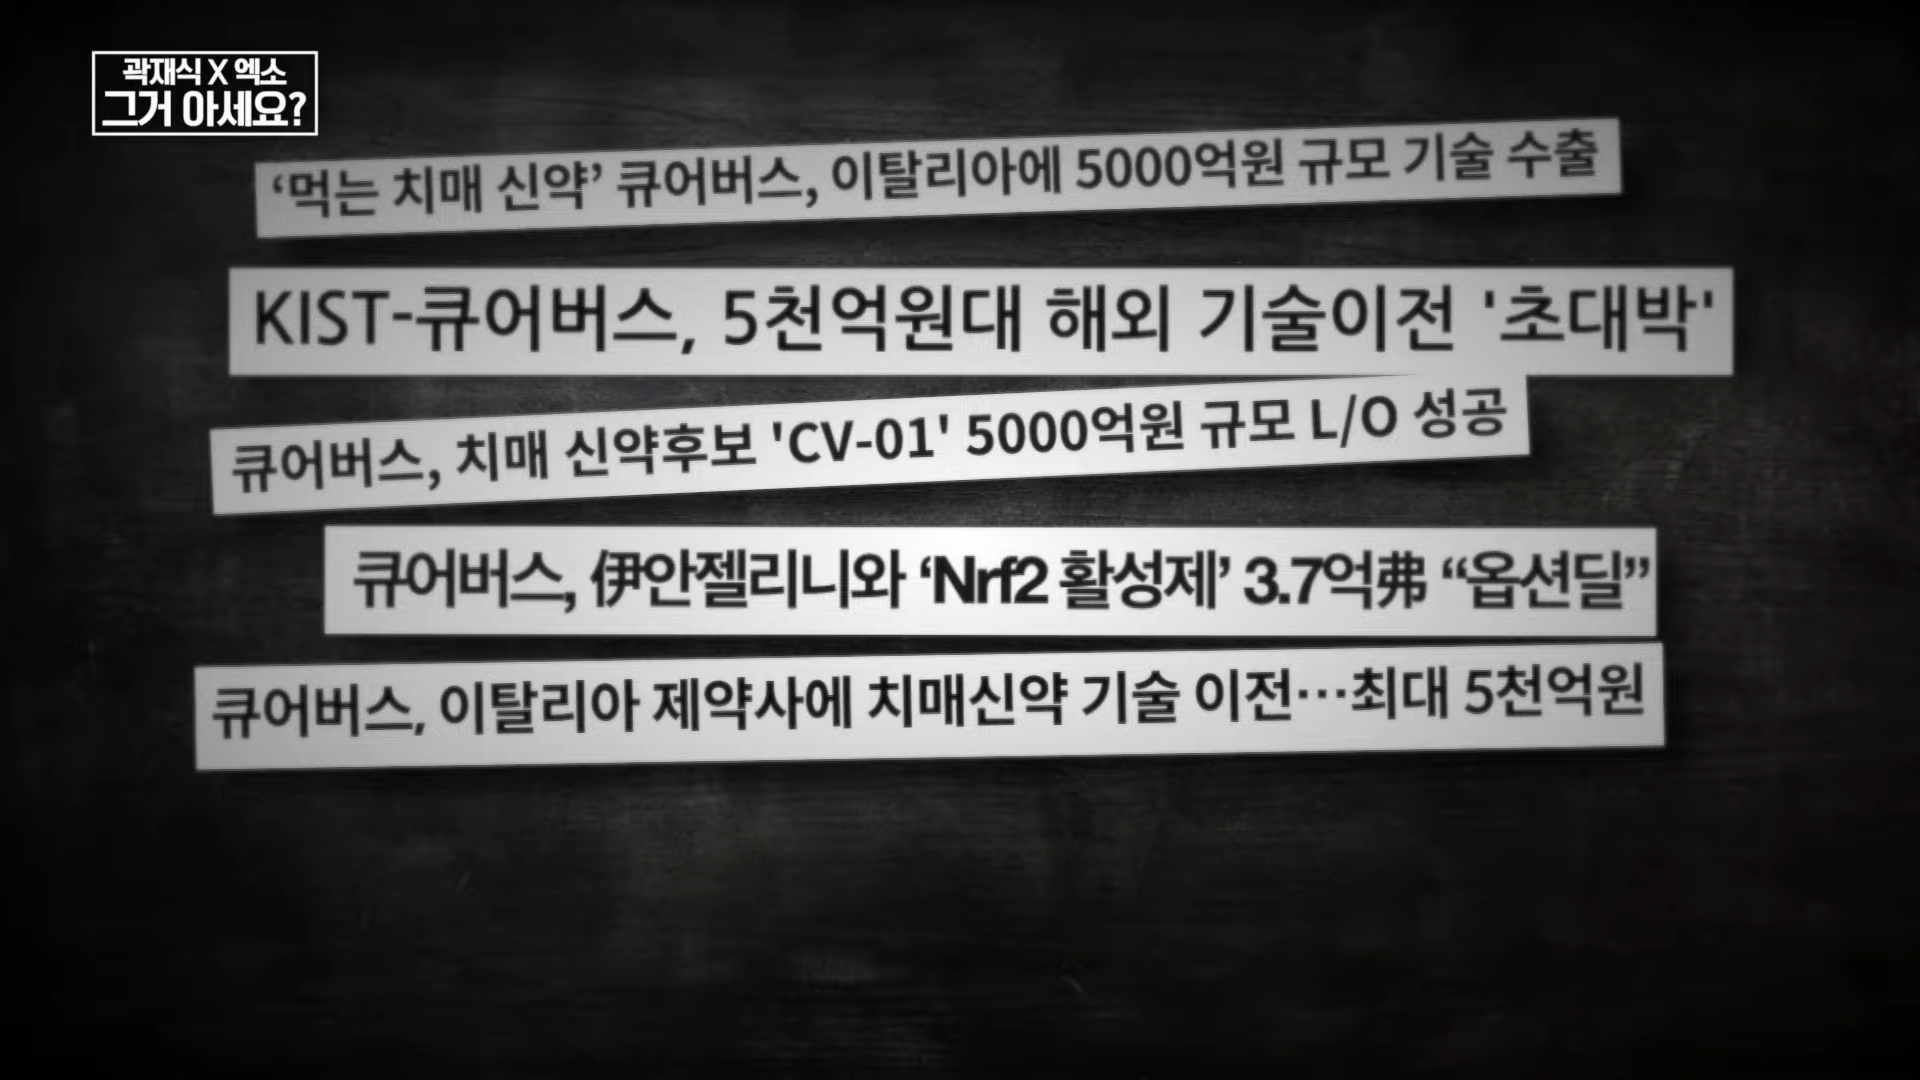 곽재식 X 엑소
그거 아세요?
‘먹는 치매 신약’ 큐어버스, 이탈리아에 5000억원 규모 기술 수출
KIST-큐어버스, 5천억원대 해외 기술이전 '초대박'
큐어버스, 치매 신약후보 'CV-01' 5000억원 규모 L/O 성공
큐어버스, 伊안젤리니와 ‘Nrf2 활성제’ 3.7억弗 “옵션딜”
큐어버스, 이탈리아 제약사에 치매신약 기술 이전…최대 5천억원